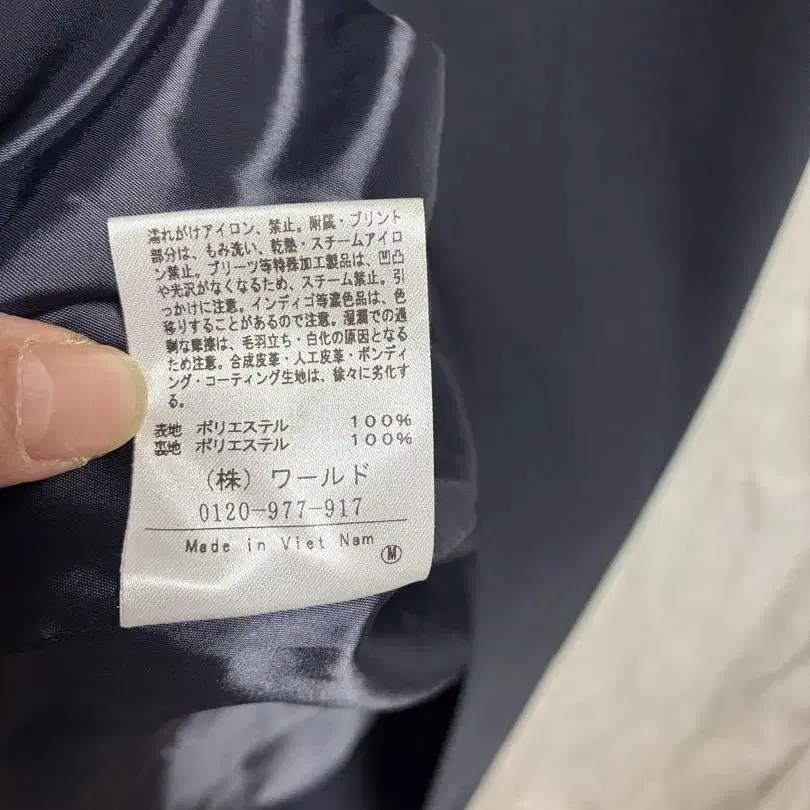 濡れがけアイロン、禁止。附属・プリント
部分は、もみ洗い、乾熱・スチームアイロ
ン禁止。プリーツ等特殊加工製品は、凹凸
や光沢がなくなるため、スチーム禁止。引
っかけに注意。インディゴ等濃色品は、色
移りすることがあるので注意。湿潤での過
剰な摩擦は、毛羽立ち・白化の原因となる
ため注意。合成皮革・人工皮革・ボンディ
ング・コーティング生地は、徐々に劣化す
る。
表地 ポリエステル 100%
裏地 ポリエステル 100%
(株) ワールド
0120-977-917
Made in Viet Nam
M